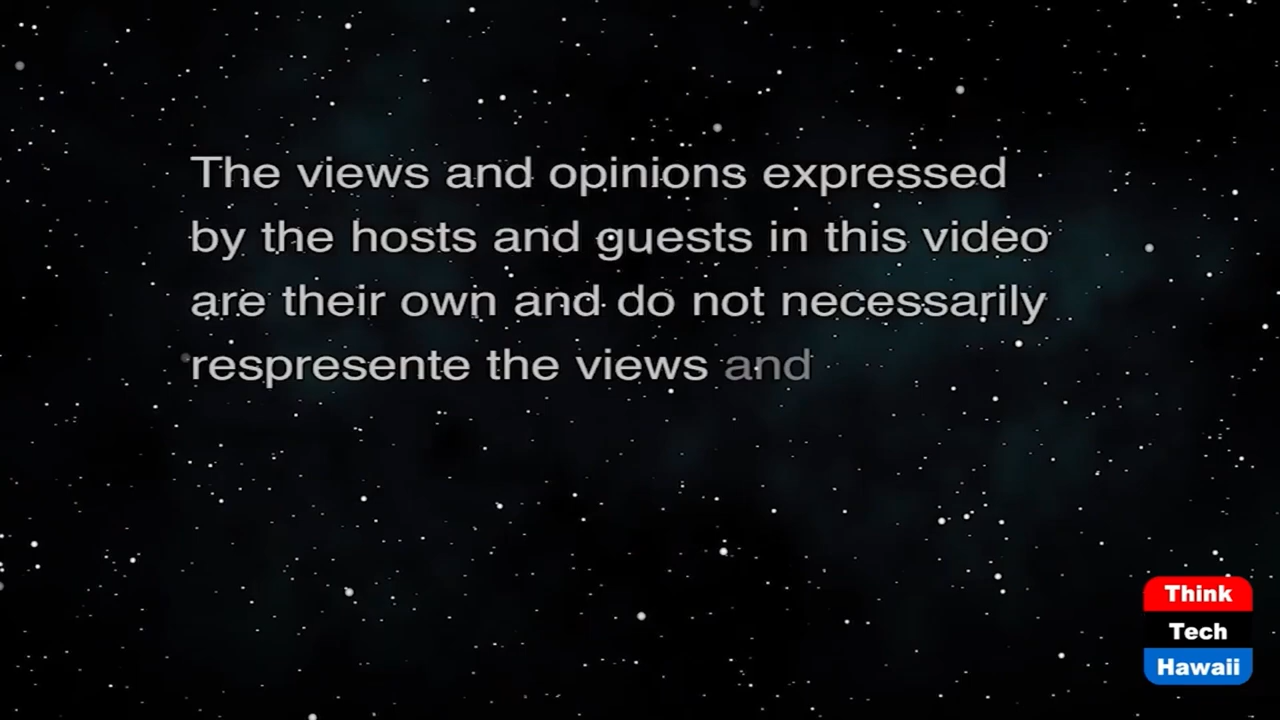 The views and opinions expressed
by the hosts and guests in this video
are their own and do not necessarily
respresente the views and
Think
Tech
Hawaii